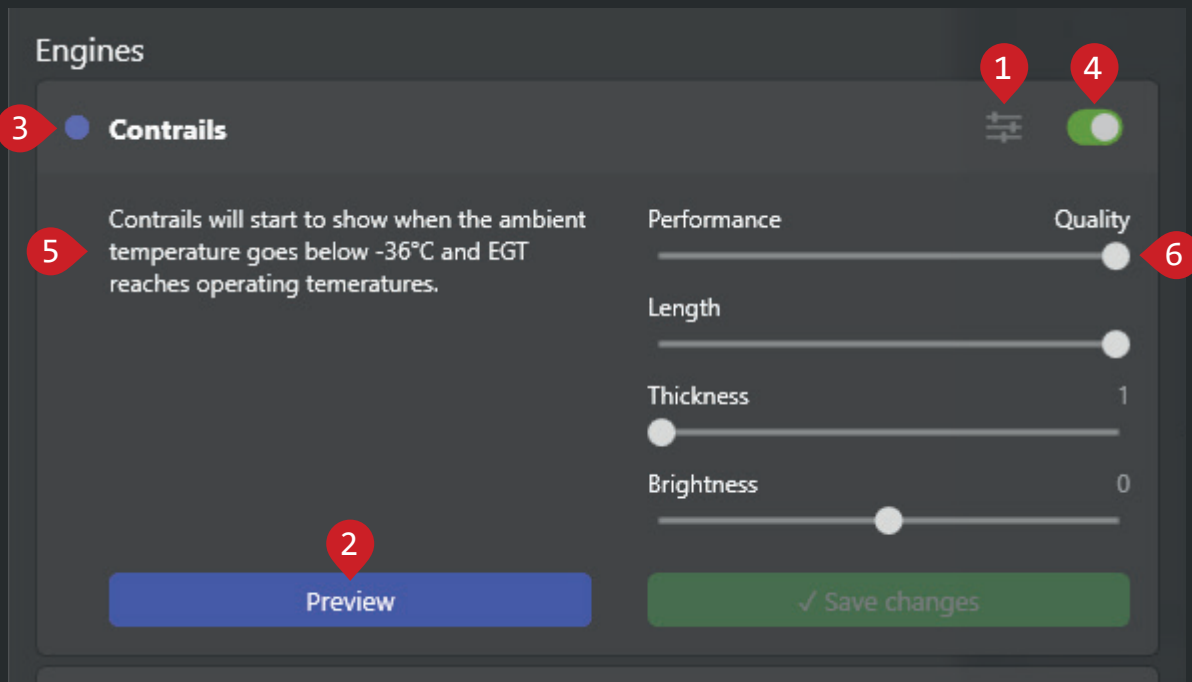 Engines
1
4
3
Contrails
Contrails will start to show when the ambient
temperature goes below -36°C and EGT
reaches operating temeratures.
5
Performance
Quality
6
Length
Thickness
1
Brightness
0
2
Preview
✓ Save changes